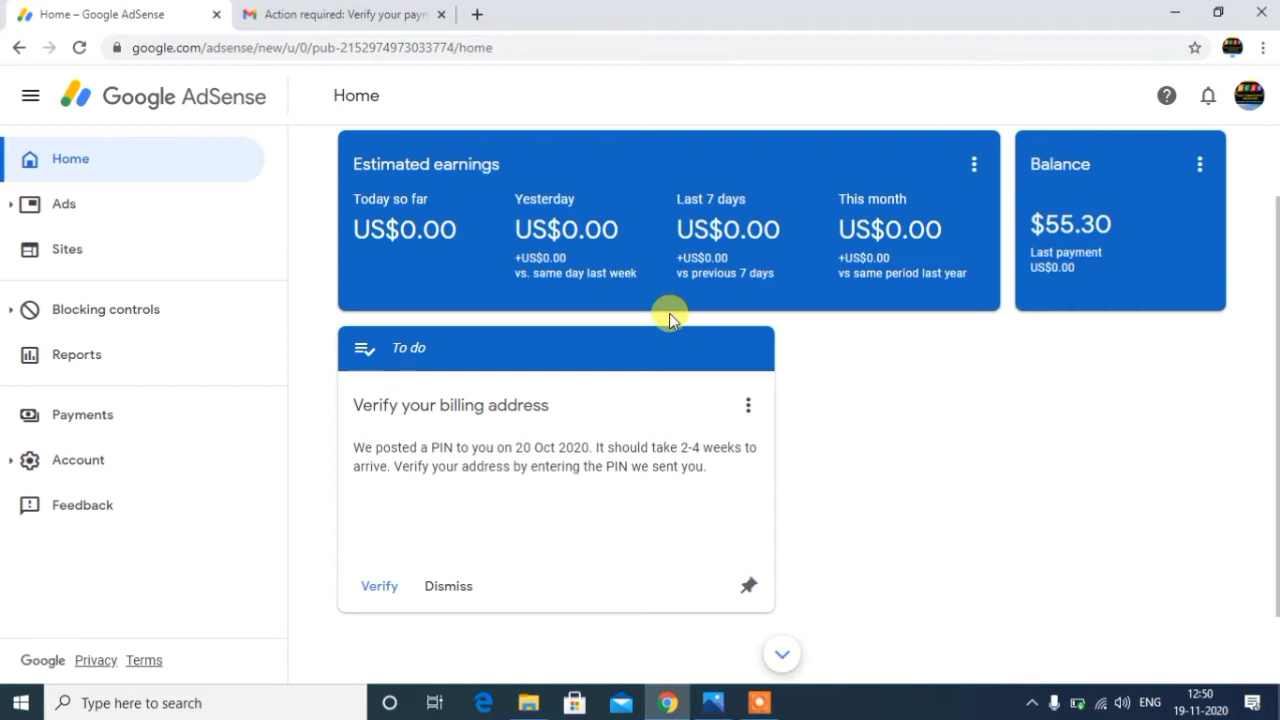 Home – Google AdSense
Action required: Verify your payn
google.com/adsense/new/u/0/pub-2152974973033774/home
Google AdSense
Home
Home
Ads
Sites
Blocking controls
Reports
Payments
Account
Feedback
Google Privacy Terms
Estimated earnings
Today so far
US$0.00
Yesterday
US$0.00
+US$0.00
vs. same day last week
Last 7 days
US$0.00
+US$0.00
vs previous 7 days
This month
US$0.00
+US$0.00
vs same period last year
Balance
$55.30
Last payment
US$0.00
To do
Verify your billing address
We posted a PIN to you on 20 Oct 2020. It should take 2-4 weeks to
arrive. Verify your address by entering the PIN we sent you.
Verify Dismiss
Type here to search
ENG
12:50
19-11-2020